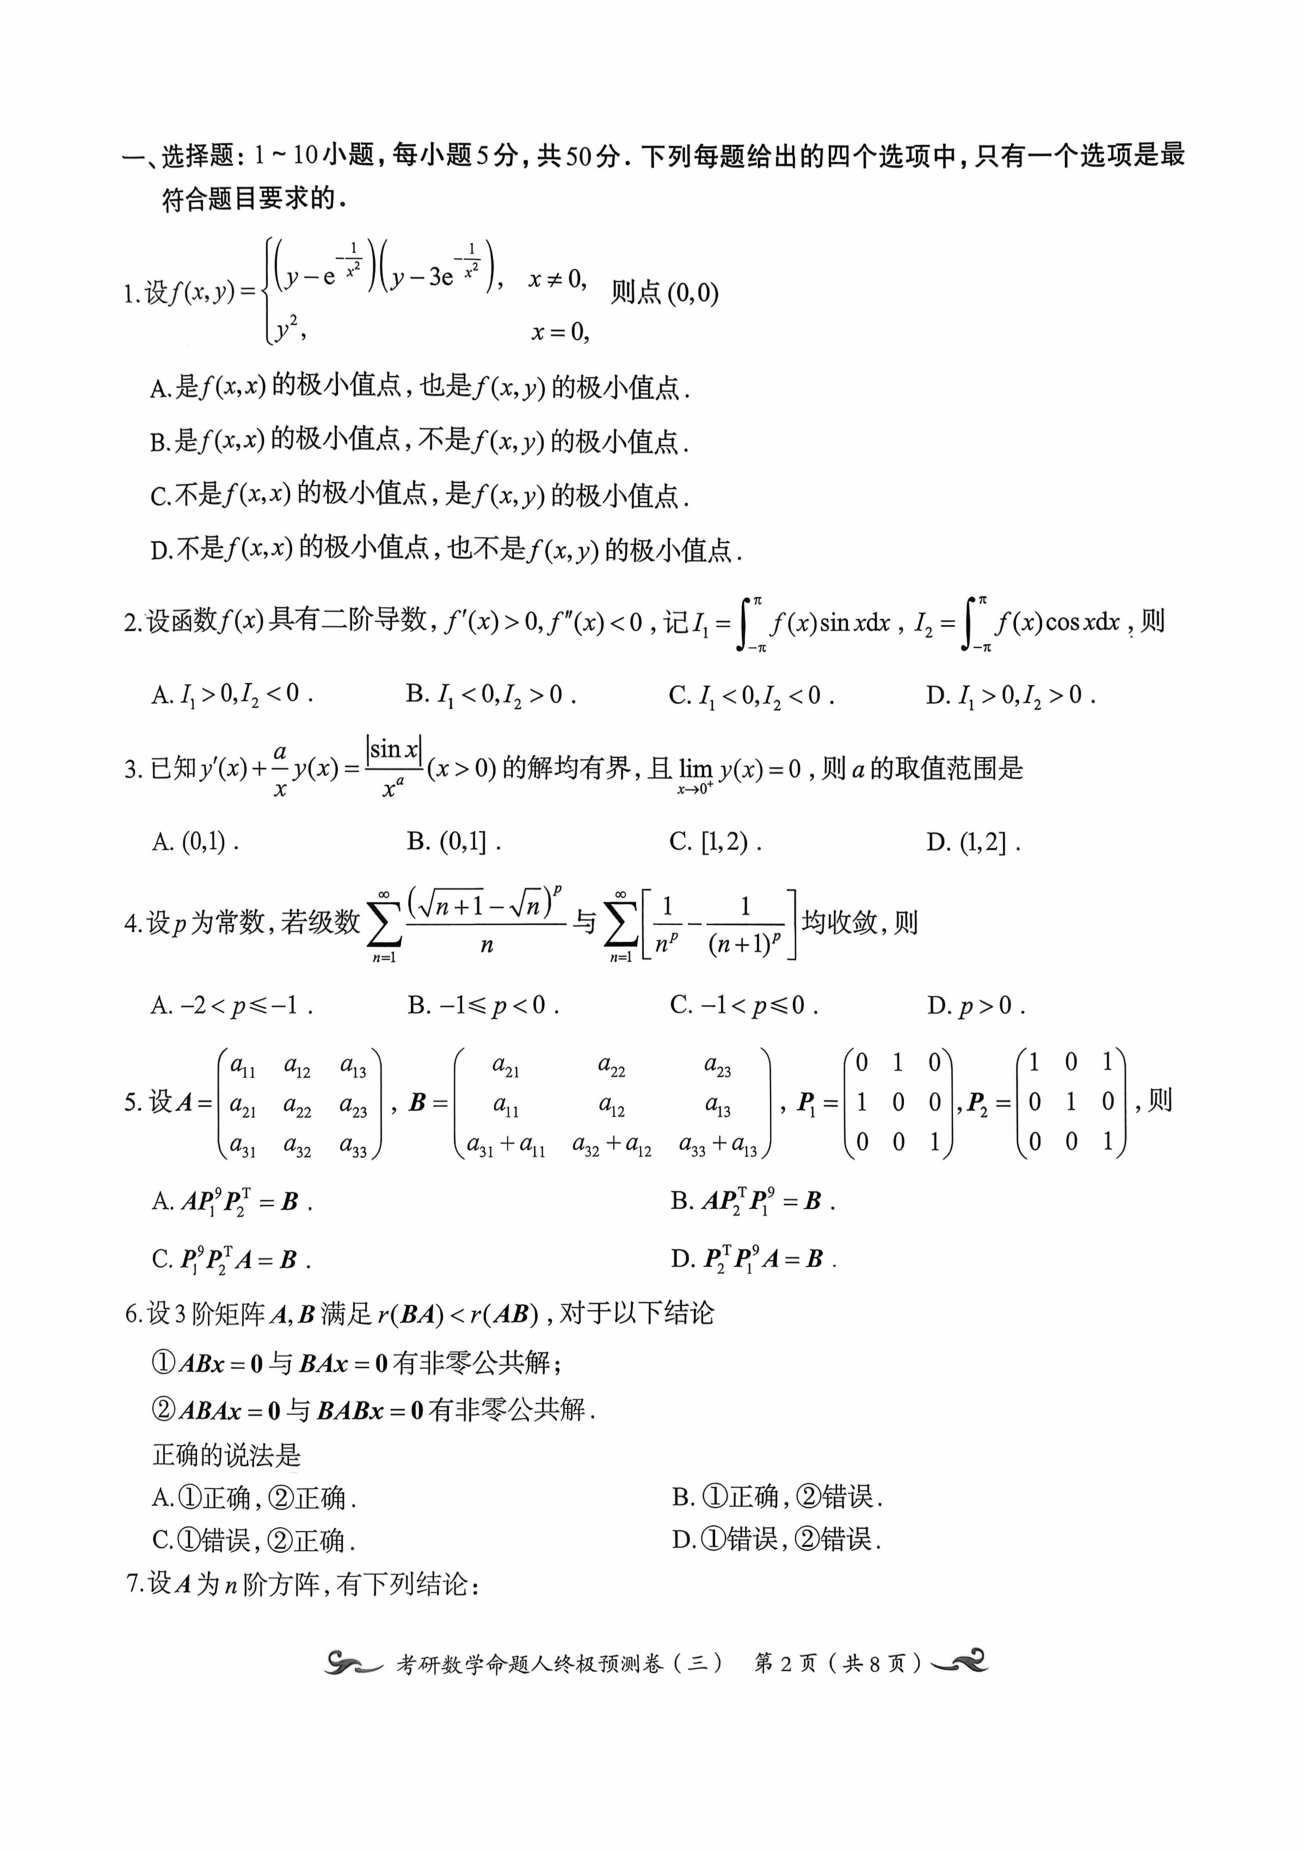 一、选择题：1~10小题，每小题5分，共50分．下列每题给出的四个选项中，只有一个选项是最
符合题目要求的．
1.设f(x,y)={(y−e^{−1/x²})(y−3e^{−1/x²}), x≠0, y², x=0, 则点(0,0)
A.是f(x,x)的极小值点，也是f(x,y)的极小值点．
B.是f(x,x)的极小值点，不是f(x,y)的极小值点．
C.不是f(x,x)的极小值点，是f(x,y)的极小值点．
D.不是f(x,x)的极小值点，也不是f(x,y)的极小值点．
2.设函数f(x)具有二阶导数，f′(x)>0,f″(x)<0，记I₁=∫_{−π}^{π} f(x)sin xdx，I₂=∫_{−π}^{π} f(x)cos xdx，则
A. I₁>0,I₂<0． B. I₁<0,I₂>0． C. I₁<0,I₂<0． D. I₁>0,I₂>0．
3. 已知y′(x)+(a/x)y(x)=|sin x|/x^a (x>0)的解均有界，且lim_{x→0⁺} y(x)=0，则a的取值范围是
A. (0,1)． B. (0,1]． C. [1,2)． D. (1,2]．
4.设p为常数，若级数∑_{n=1}^{∞} (√(n+1)−√n)^p/n 与∑_{n=1}^{∞}[1/n^p − 1/(n+1)^p]均收敛，则
A. −2<p⩽−1． B. −1⩽p<0． C. −1<p⩽0． D. p>0．
5. 设A=(a₁₁ a₁₂ a₁₃; a₂₁ a₂₂ a₂₃; a₃₁ a₃₂ a₃₃), B=(a₂₁ a₂₂ a₂₃; a₁₁ a₁₂ a₁₃; a₃₁+a₁₁ a₃₂+a₁₂ a₃₃+a₁₃), P₁=(0 1 0; 1 0 0; 0 0 1), P₂=(1 0 1; 0 1 0; 0 0 1)，则
A. AP₁⁹P₂ᵀ=B． B. AP₂ᵀP₁⁹=B．
C. P₁⁹P₂ᵀA=B． D. P₂ᵀP₁⁹A=B．
6.设3阶矩阵A,B满足r(BA)<r(AB)，对于以下结论
①ABx=0与BAx=0有非零公共解；
②ABAx=0与BABx=0有非零公共解．
正确的说法是
A.①正确，②正确． B. ①正确，②错误．
C.①错误，②正确． D.①错误，②错误．
7.设A为n阶方阵，有下列结论：
考研数学命题人终极预测卷（三） 第2页（共8页）